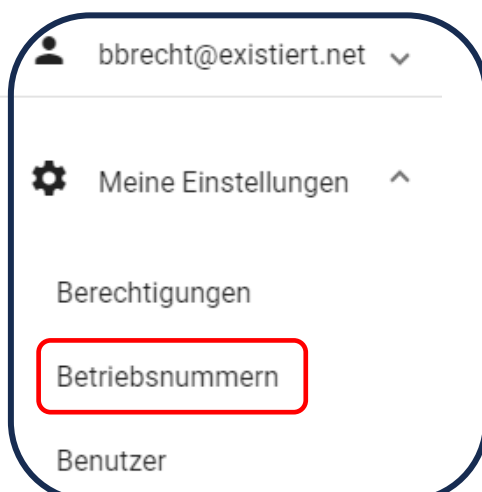 bbrecht@existiert.net
Meine Einstellungen
Berechtigungen
Betriebsnummern
Benutzer